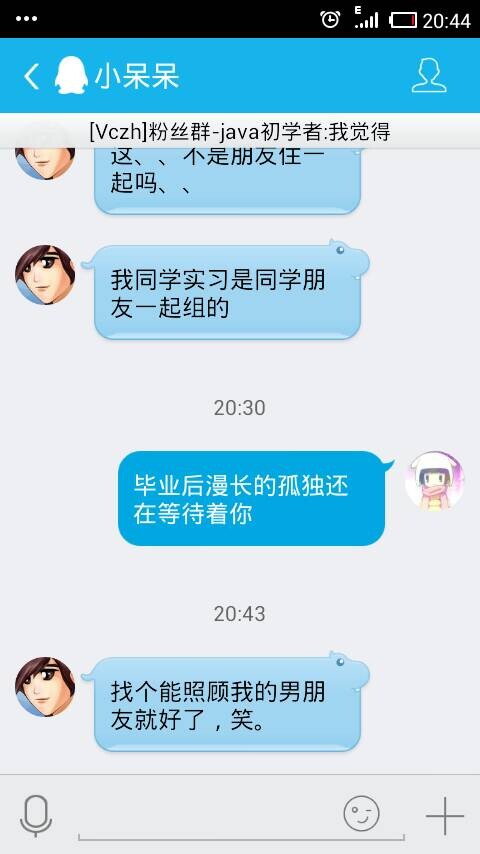 E
20:44
小呆呆
[Vczh]粉丝群-java初学者:我觉得
这、、不是朋友住一
起吗、、
我同学实习是同学朋
友一起组的
20:30
毕业后漫长的孤独还
在等待着你
20:43
找个能照顾我的男朋
友就好了，笑。